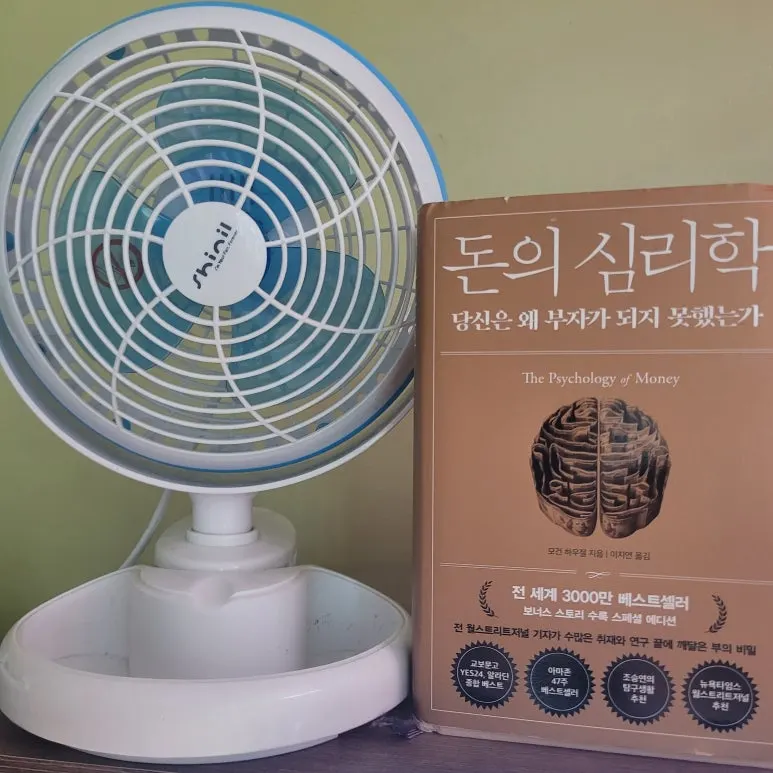 shinil
돈의 심리학
당신은 왜 부자가 되지 못했는가
The Psychology of Money
모건 하우절 지음 | 이지연 옮김
전 세계 3000만 베스트셀러
보너스 스토리 수록 스페셜 에디션
전 월스트리트저널 기자가 수많은 취재와 연구 끝에 깨달은 부의 비밀
교보문고
YES24, 알라딘
종합 베스트
아마존
47주
베스트셀러
조승연의
탐구생활
추천
뉴욕타임스
월스트리트저널
추천